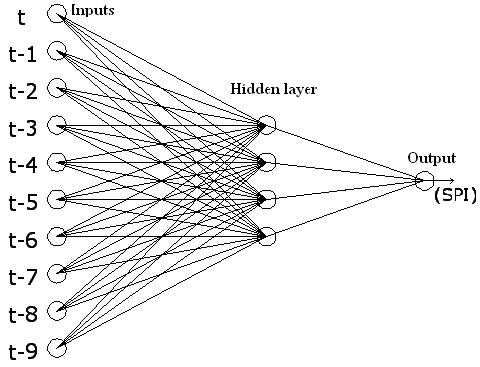 t
Inputs
t-1
t-2
Hidden layer
t-3
t-4
Output
t-5
(SPI)
t-6
t-7
t-8
t-9